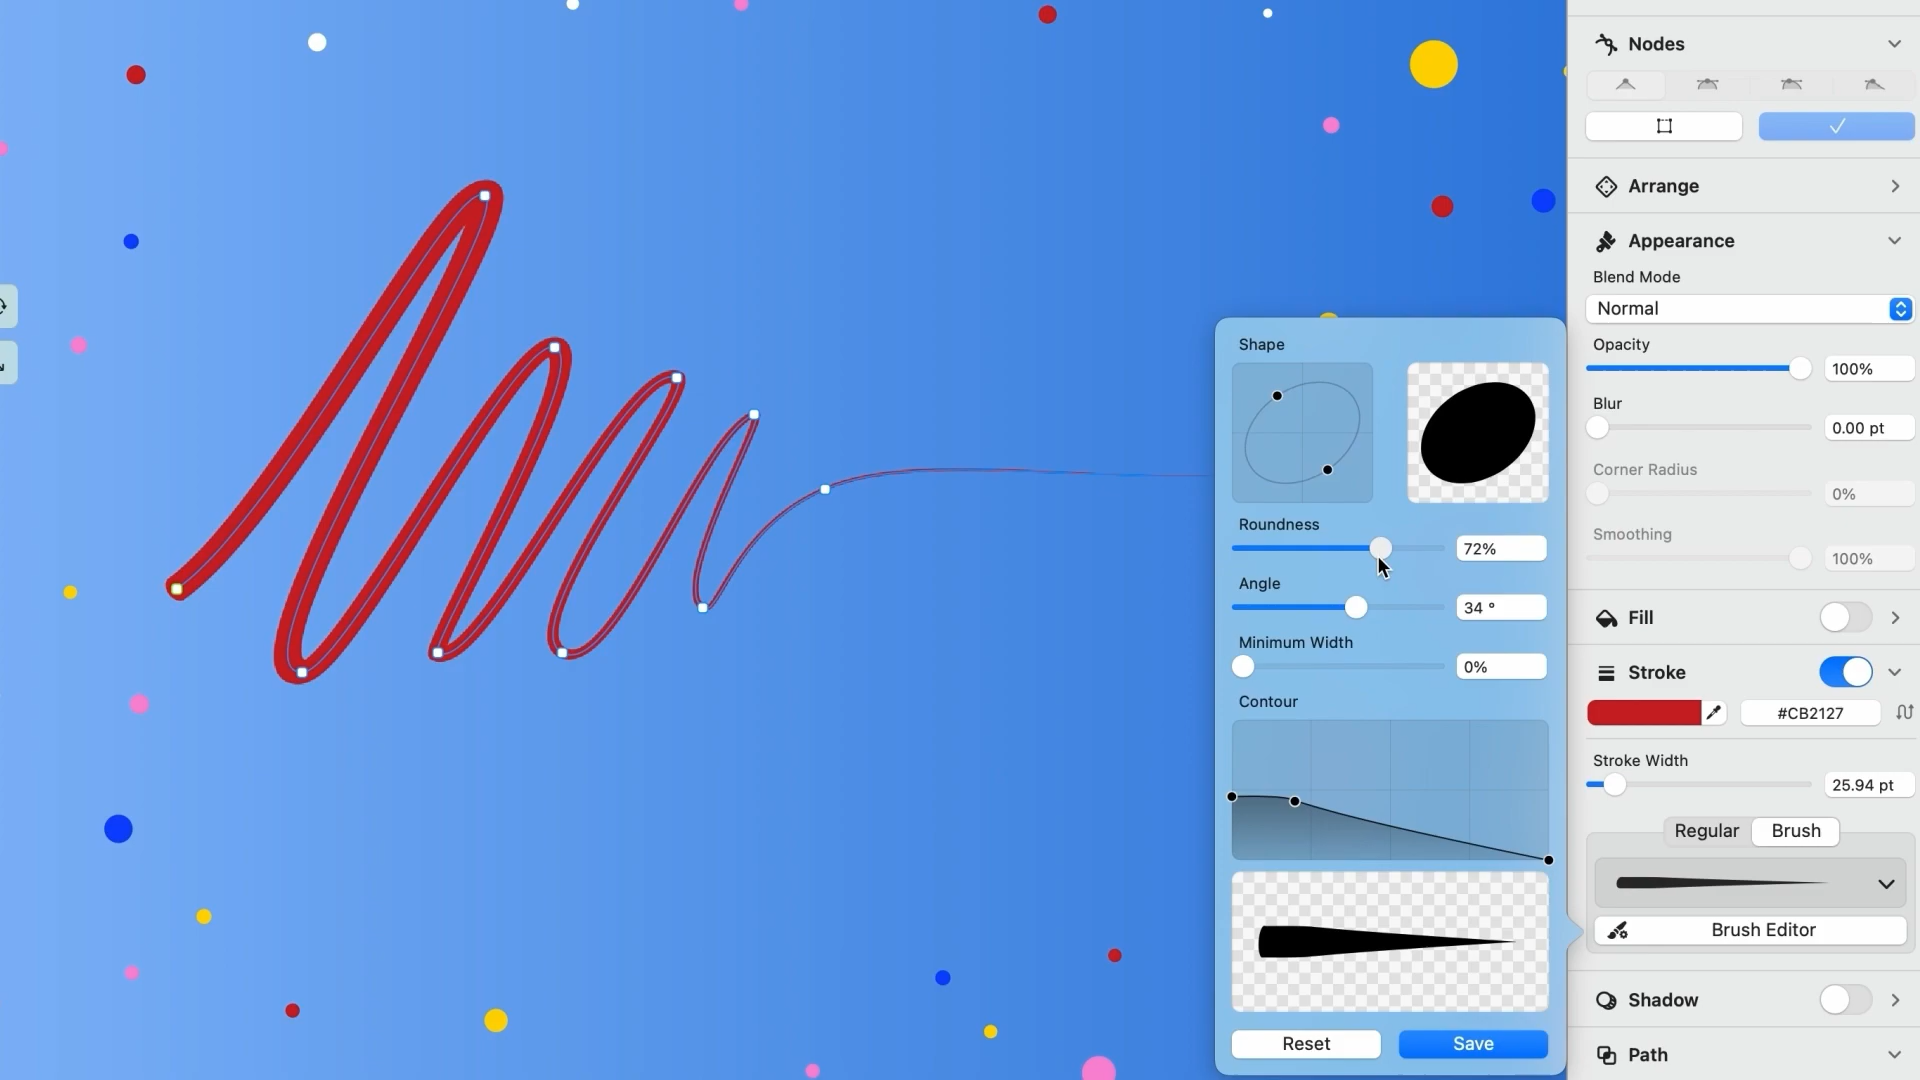 Nodes
Arrange
Appearance
Blend Mode
Normal
Opacity
100%
Blur
0.00 pt
Corner Radius
0%
Smoothing
100%
Fill
Stroke
#CB2127
Stroke Width
25.94 pt
Regular
Brush
Brush Editor
Shadow
Path
Shape
Roundness
72%
Angle
34 °
Minimum Width
0%
Contour
Reset
Save